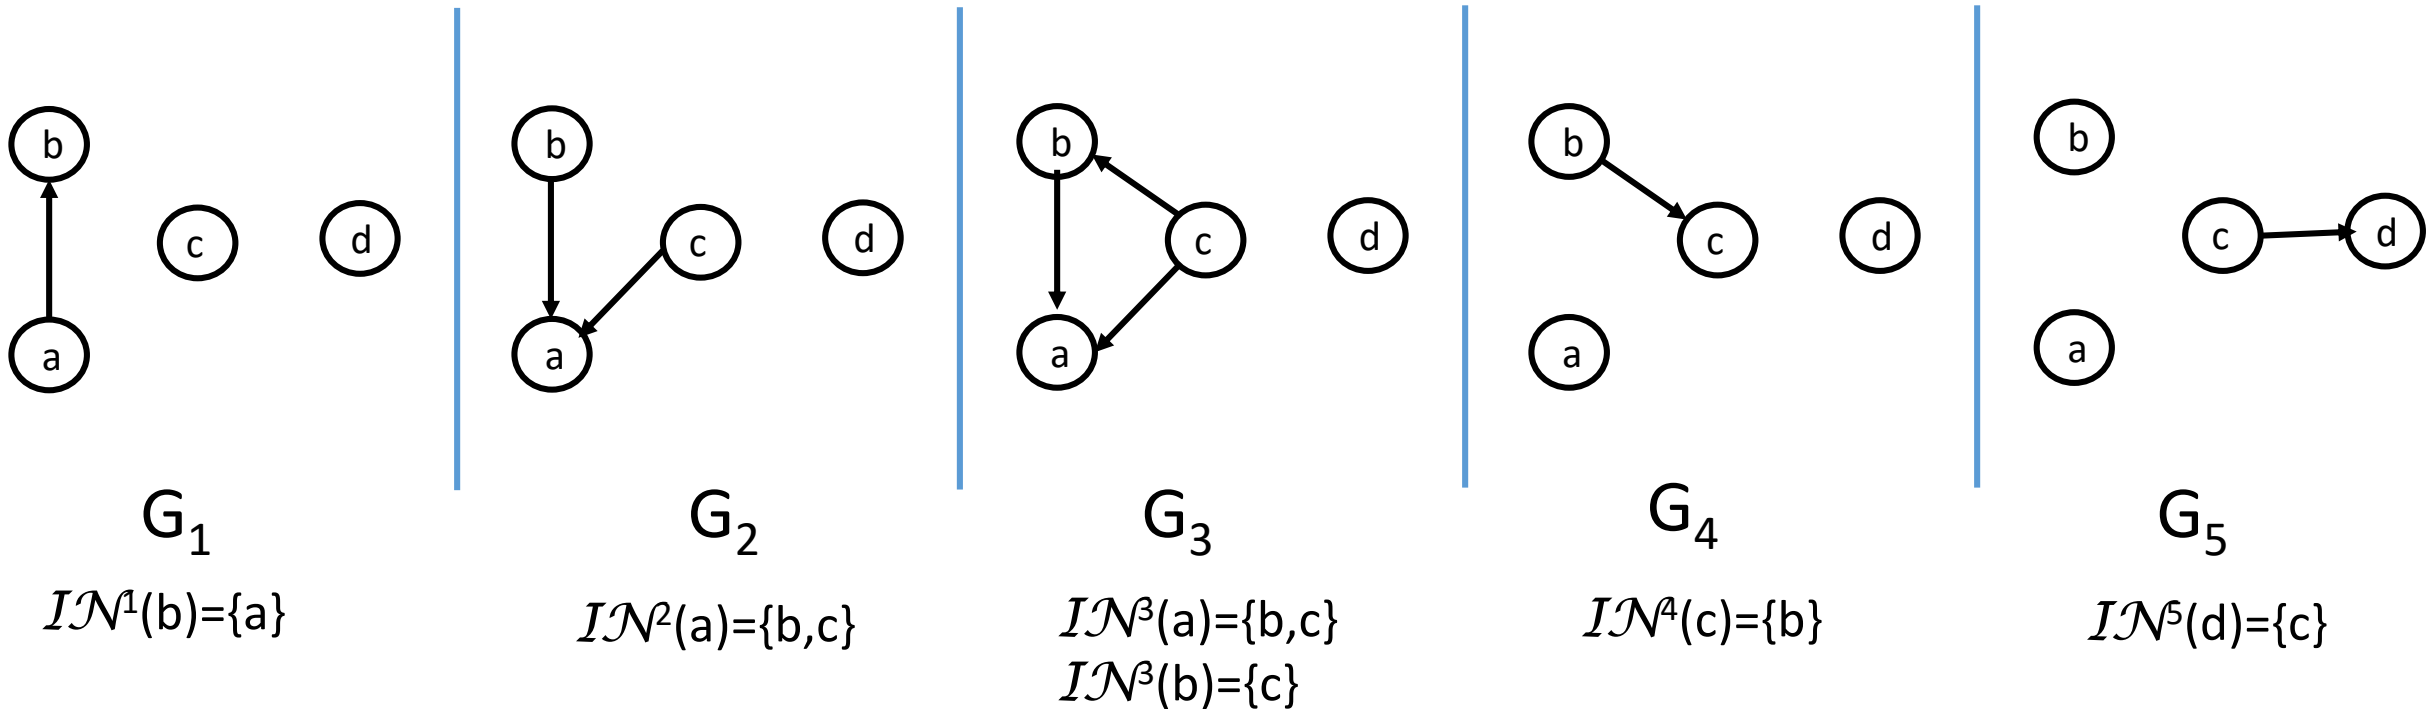 b
c
d
a
b
c
d
a
b
c
d
a
b
c
d
a
b
c
d
a
G₁
G₂
G₃
G₄
G₅
𝓘𝓝¹(b)={a}
𝓘𝓝²(a)={b,c}
𝓘𝓝³(a)={b,c}
𝓘𝓝³(b)={c}
𝓘𝓝⁴(c)={b}
𝓘𝓝⁵(d)={c}